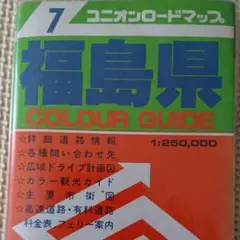 7 ユニオンロードマップ®
福島県
COLOUR GUIDE
☆詳細道路情報 1:250,000
☆各種問い合わせ先
☆広域ドライブ計画図
☆カラー観光ガイド
☆主要市街図
☆高速道路・有料道路
料金表、フェリー案内